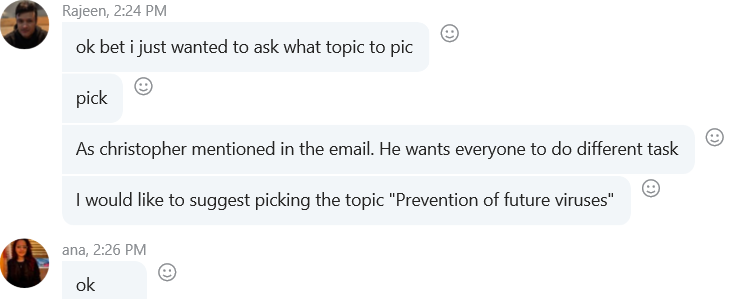 Rajeen, 2:24 PM
ok bet i just wanted to ask what topic to pic
pick
As christopher mentioned in the email. He wants everyone to do different task
I would like to suggest picking the topic "Prevention of future viruses"
ana, 2:26 PM
ok